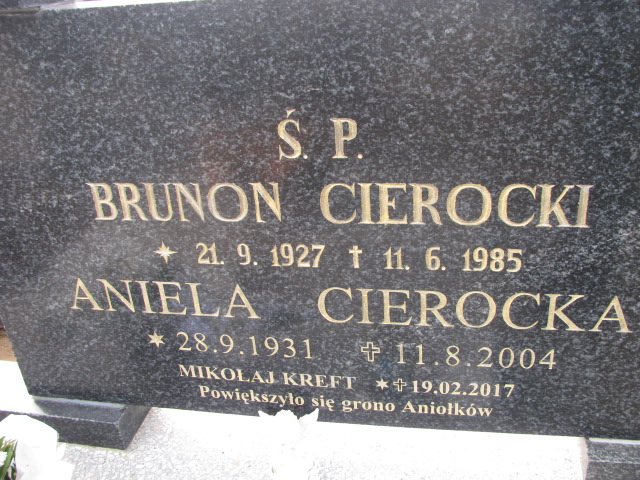 Ś. P.
BRUNON CIEROCKI
✶ 21. 9. 1927 ✝ 11. 6. 1985
ANIELA CIEROCKA
✶ 28.9.1931 ✝ 11.8.2004
MIKOŁAJ KREFT ✶✝19.02.2017
Powiększyło się grono Aniołków